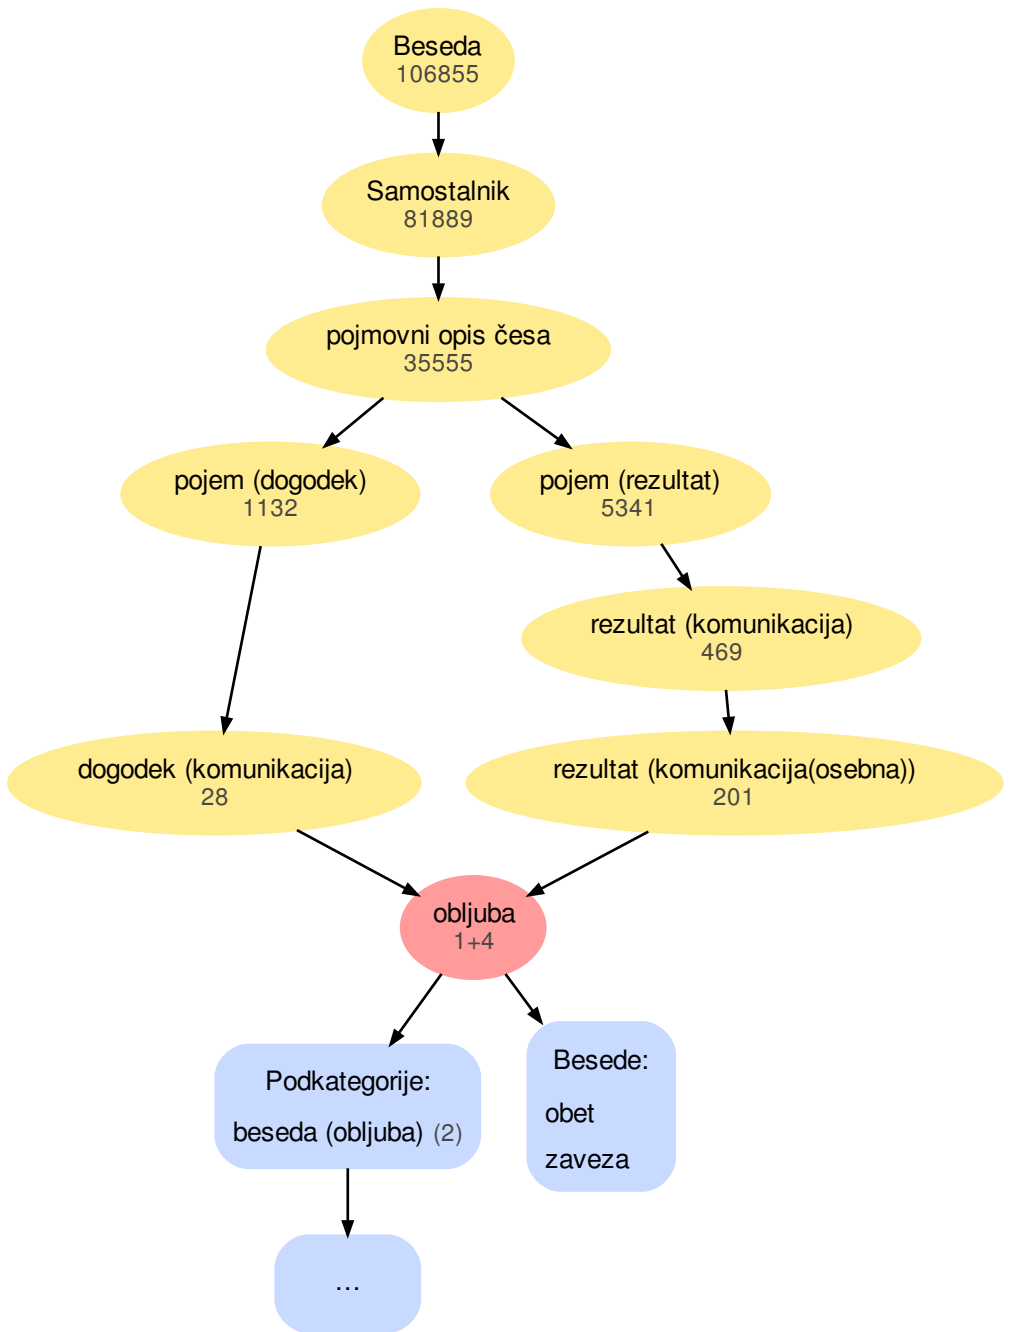 Beseda
106855
Samostalnik
81889
pojmovni opis česa
35555
pojem (dogodek)
1132
pojem (rezultat)
5341
rezultat (komunikacija)
469
dogodek (komunikacija)
28
rezultat (komunikacija(osebna))
201
obljuba
1+4
Podkategorije:
beseda (obljuba) (2)
Besede:
obet
zaveza
...